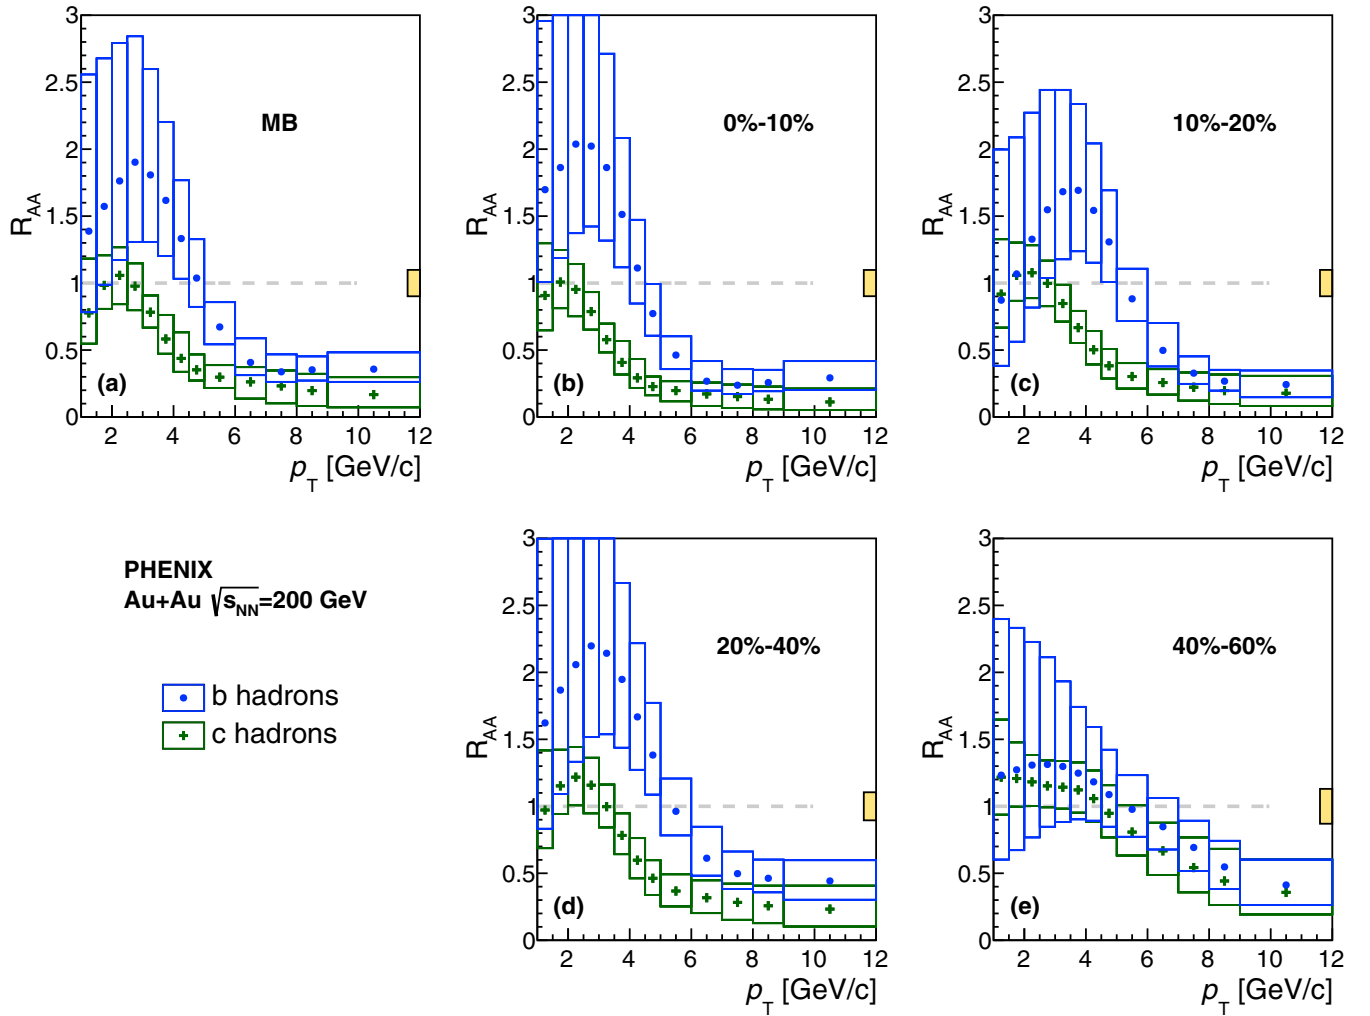 3
2.5
2
1.5
1
0.5
0
R_AA
MB
(a)
2 4 6 8 10 12
p_T [GeV/c]
3
2.5
2
1.5
1
0.5
0
R_AA
0%-10%
(b)
2 4 6 8 10 12
p_T [GeV/c]
3
2.5
2
1.5
1
0.5
0
R_AA
10%-20%
(c)
2 4 6 8 10 12
p_T [GeV/c]
PHENIX
Au+Au √s_NN=200 GeV
b hadrons
c hadrons
3
2.5
2
1.5
1
0.5
0
R_AA
20%-40%
(d)
2 4 6 8 10 12
p_T [GeV/c]
3
2.5
2
1.5
1
0.5
0
R_AA
40%-60%
(e)
2 4 6 8 10 12
p_T [GeV/c]